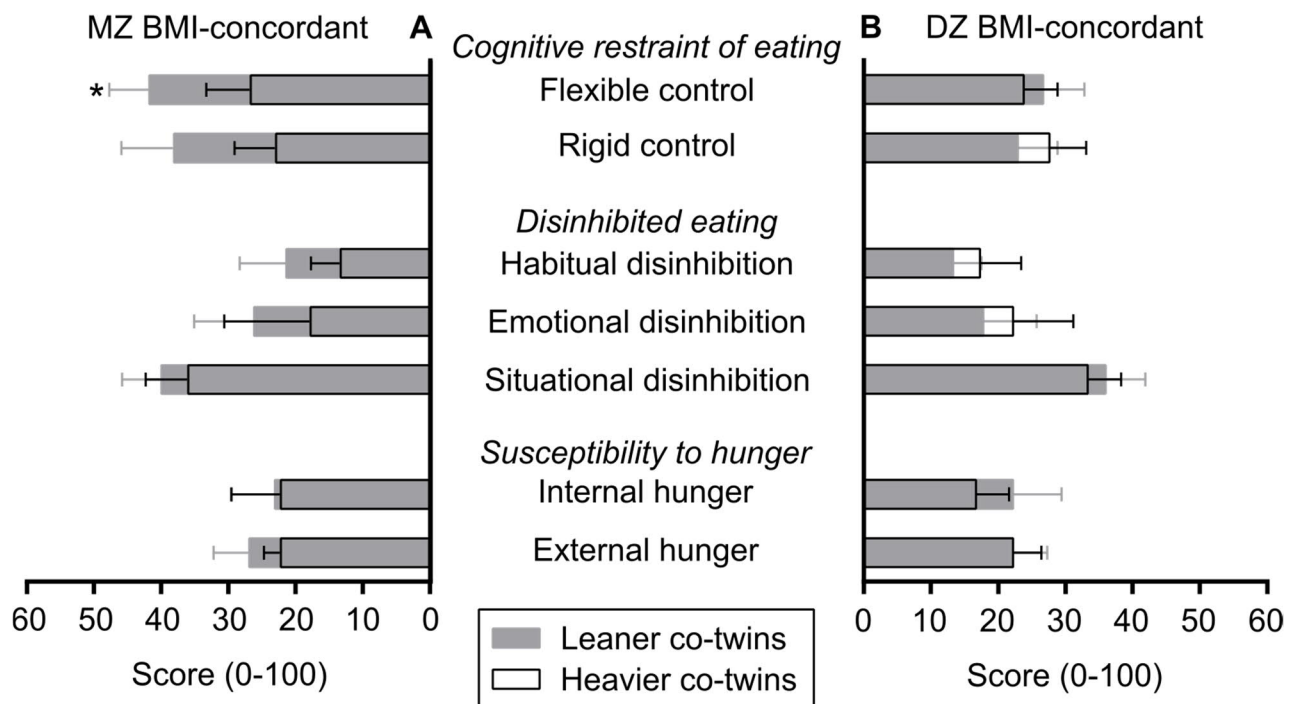 MZ BMI-concordant A
B DZ BMI-concordant
Cognitive restraint of eating
* Flexible control
Rigid control
Disinhibited eating
Habitual disinhibition
Emotional disinhibition
Situational disinhibition
Susceptibility to hunger
Internal hunger
External hunger
60 50 40 30 20 10 0
0 10 20 30 40 50 60
Score (0-100)
Score (0-100)
Leaner co-twins
Heavier co-twins